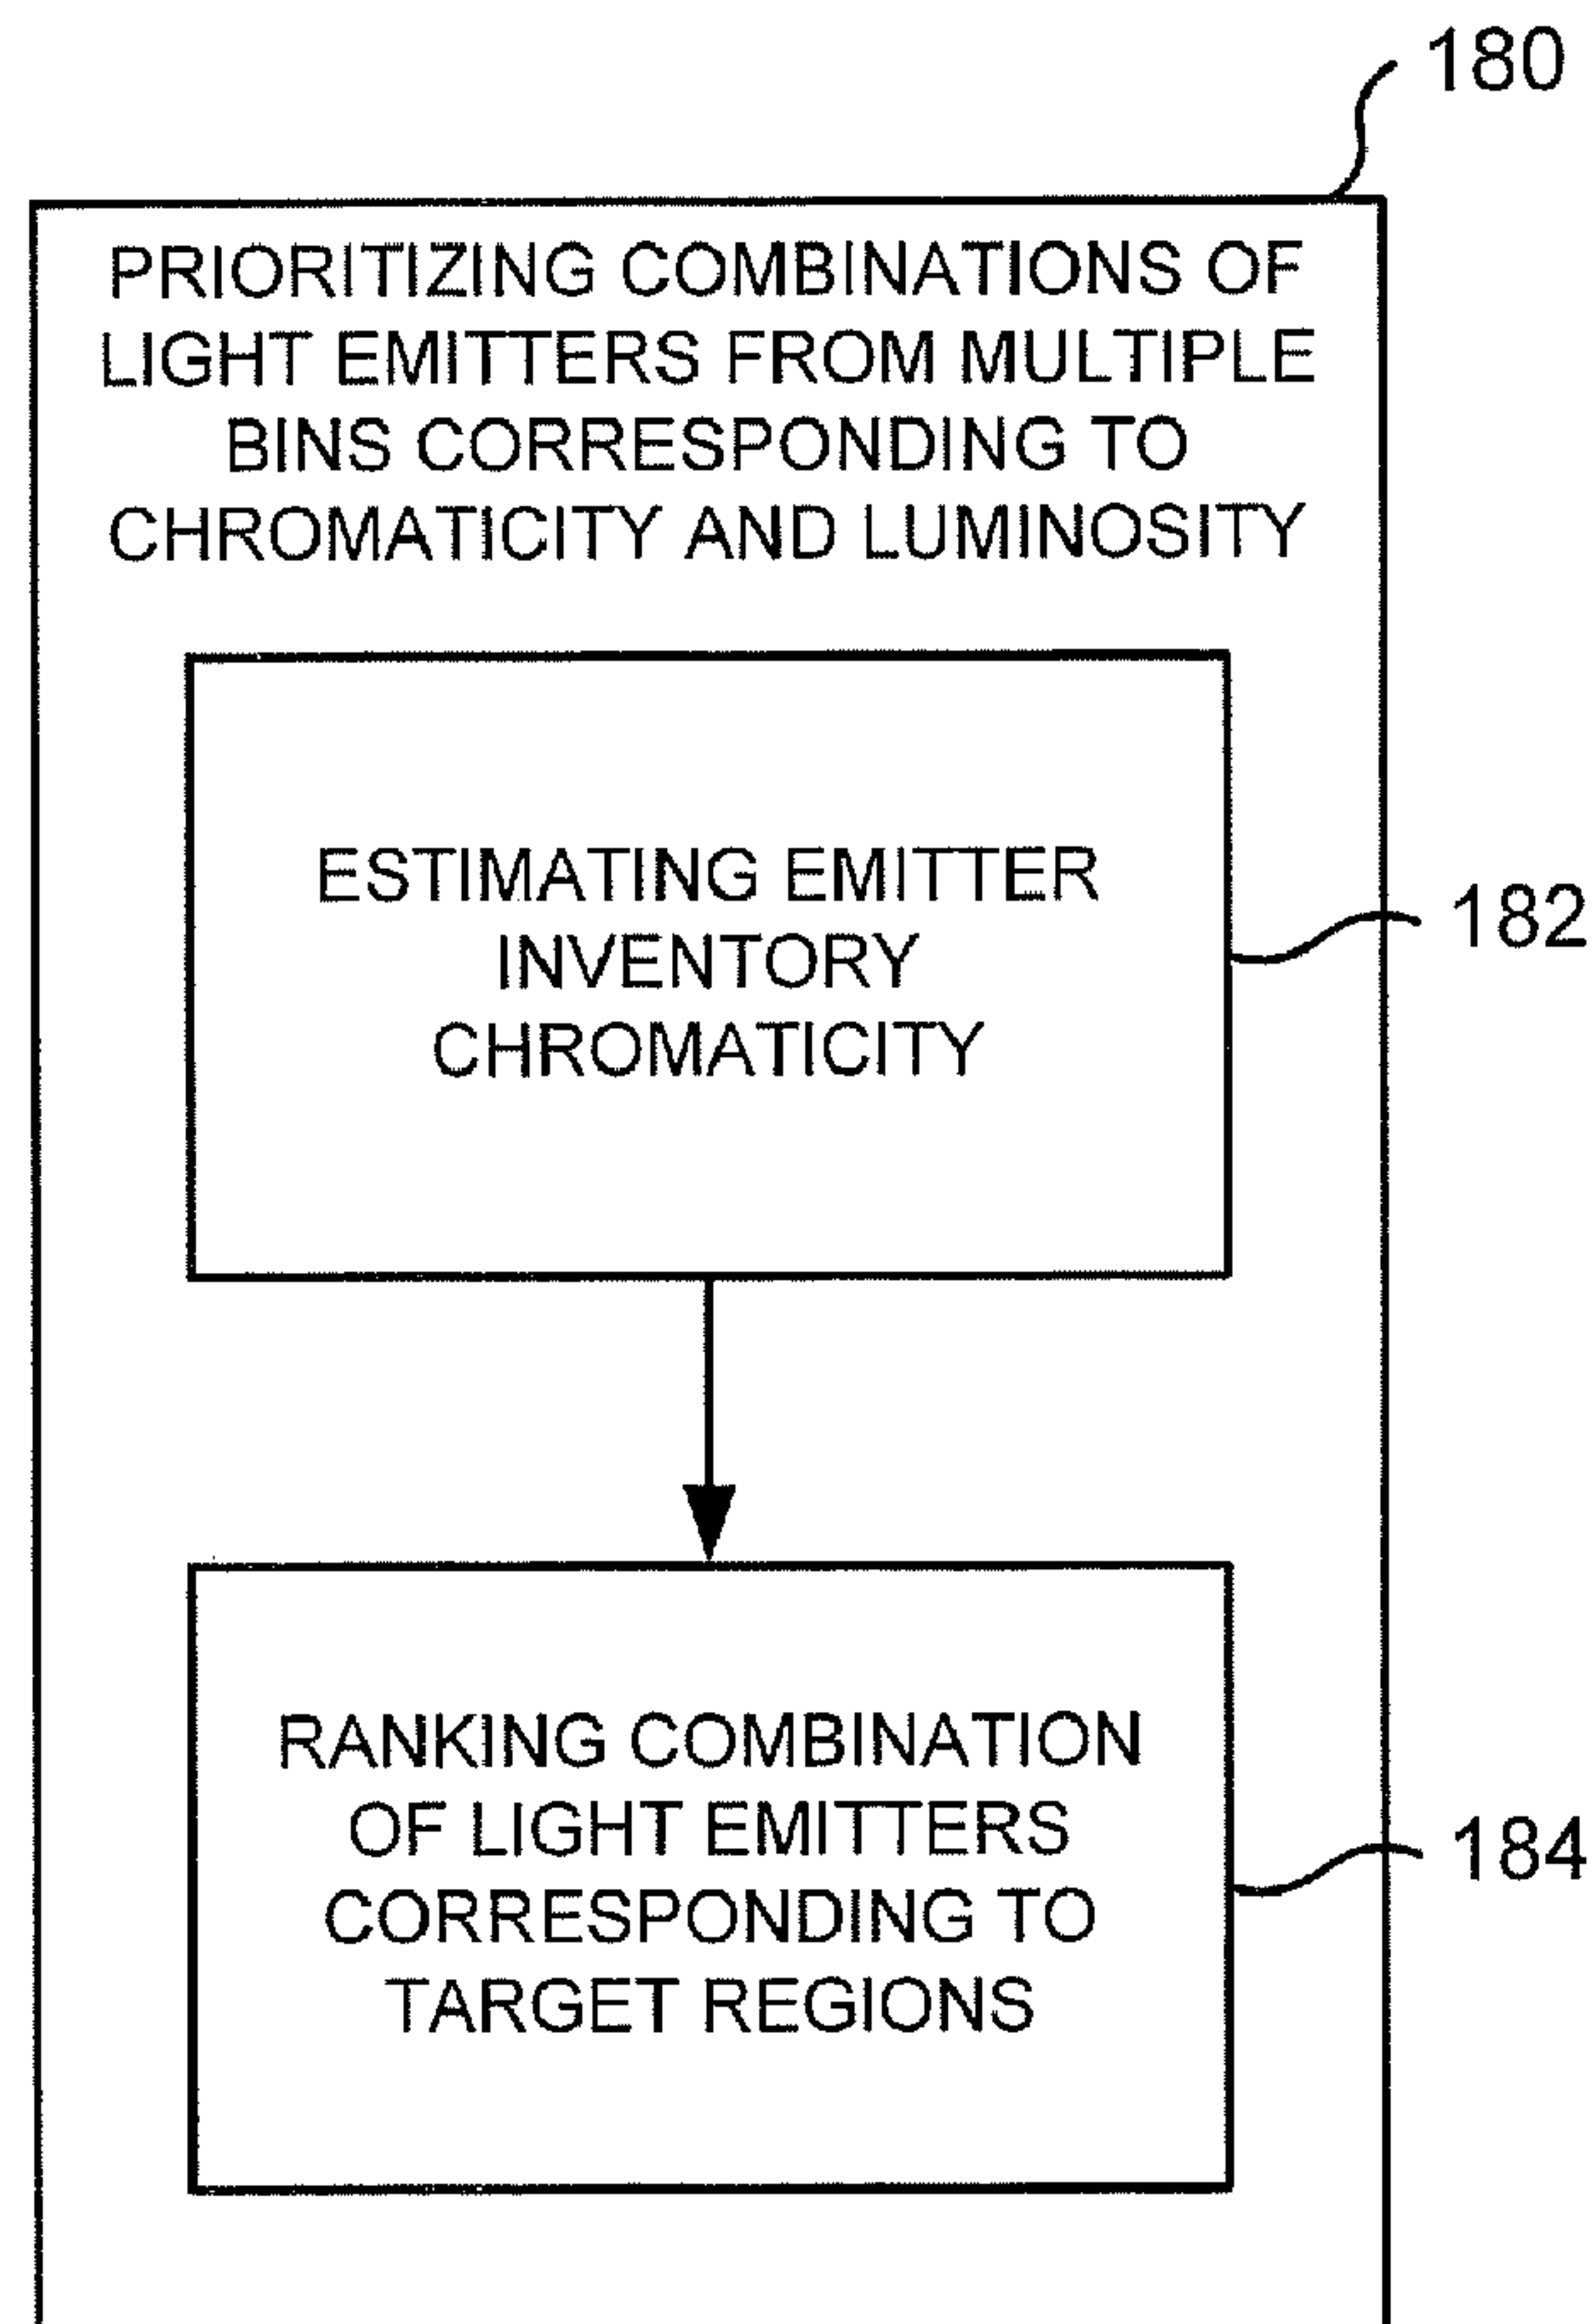 180
PRIORITIZING COMBINATIONS OF
LIGHT EMITTERS FROM MULTIPLE
BINS CORRESPONDING TO
CHROMATICITY AND LUMINOSITY
ESTIMATING EMITTER
INVENTORY
CHROMATICITY
182
RANKING COMBINATION
OF LIGHT EMITTERS
CORRESPONDING TO
TARGET REGIONS
184